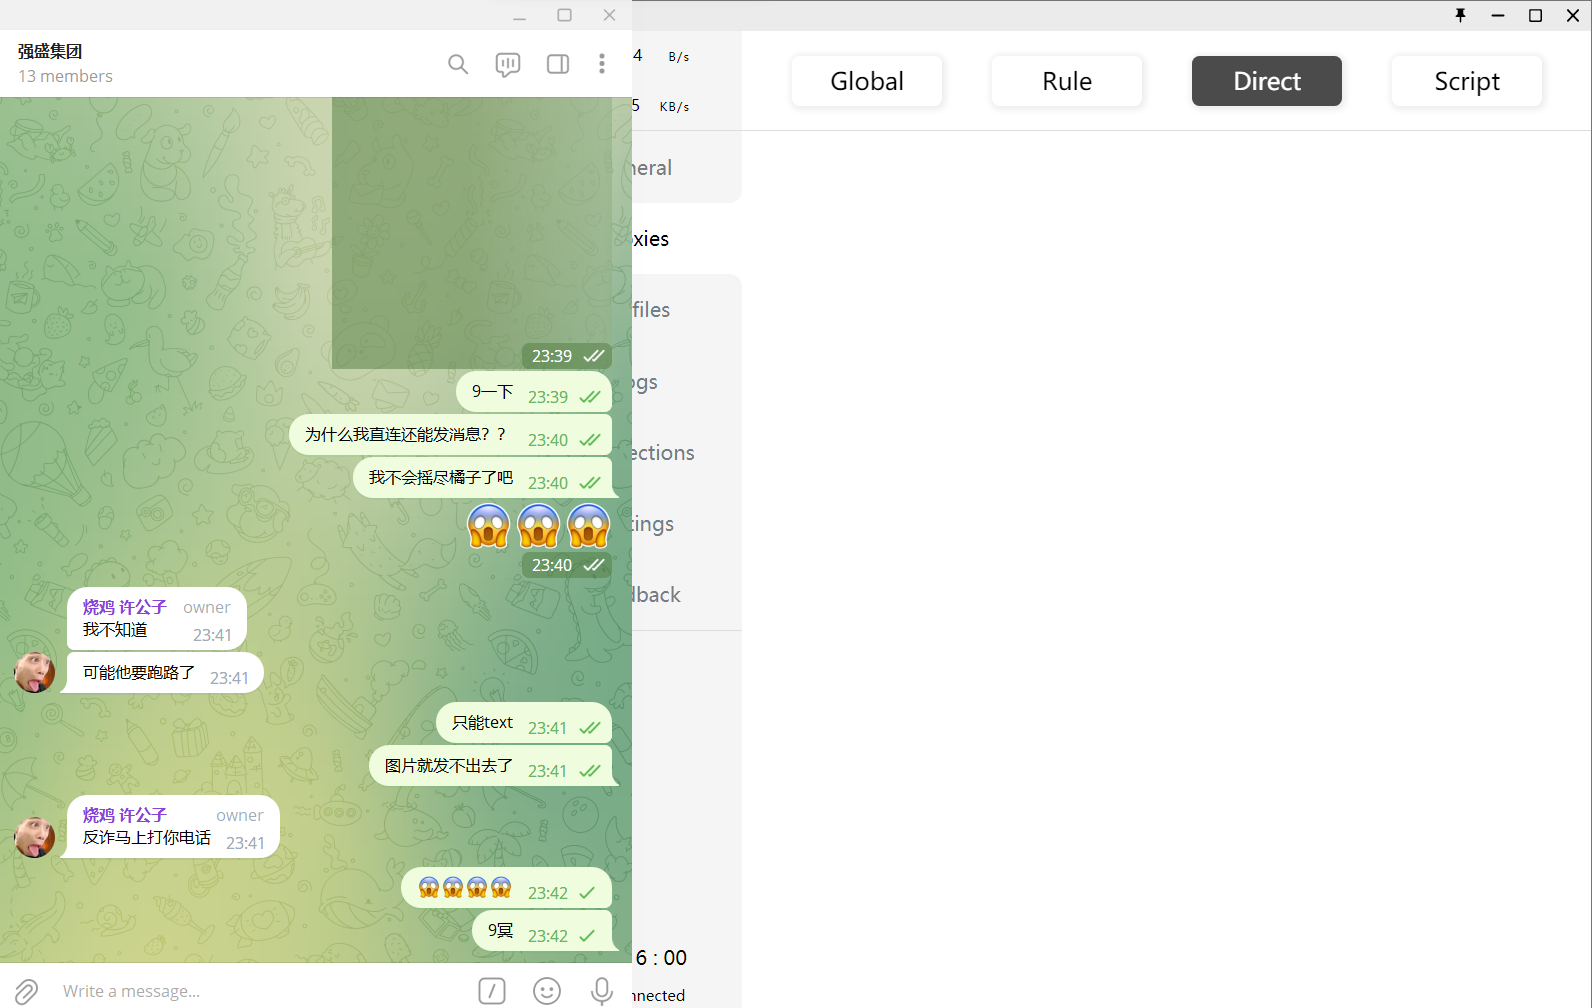 强盛集团
13 members
23:39
9一下 23:39
为什么我直连还能发消息？？ 23:40
我不会摇尽橘子了吧 23:40
23:40
烧鸡 许公子 owner
我不知道 23:41
可能他要跑路了 23:41
只能text 23:41
图片就发不出去了 23:41
烧鸡 许公子 owner
反诈马上打你电话 23:41
23:42
9冥 23:42
Write a message...
4 B/s
5 KB/s
neral
oxies
files
ogs
ections
tings
dback
6 : 00
nnected
Global
Rule
Direct
Script